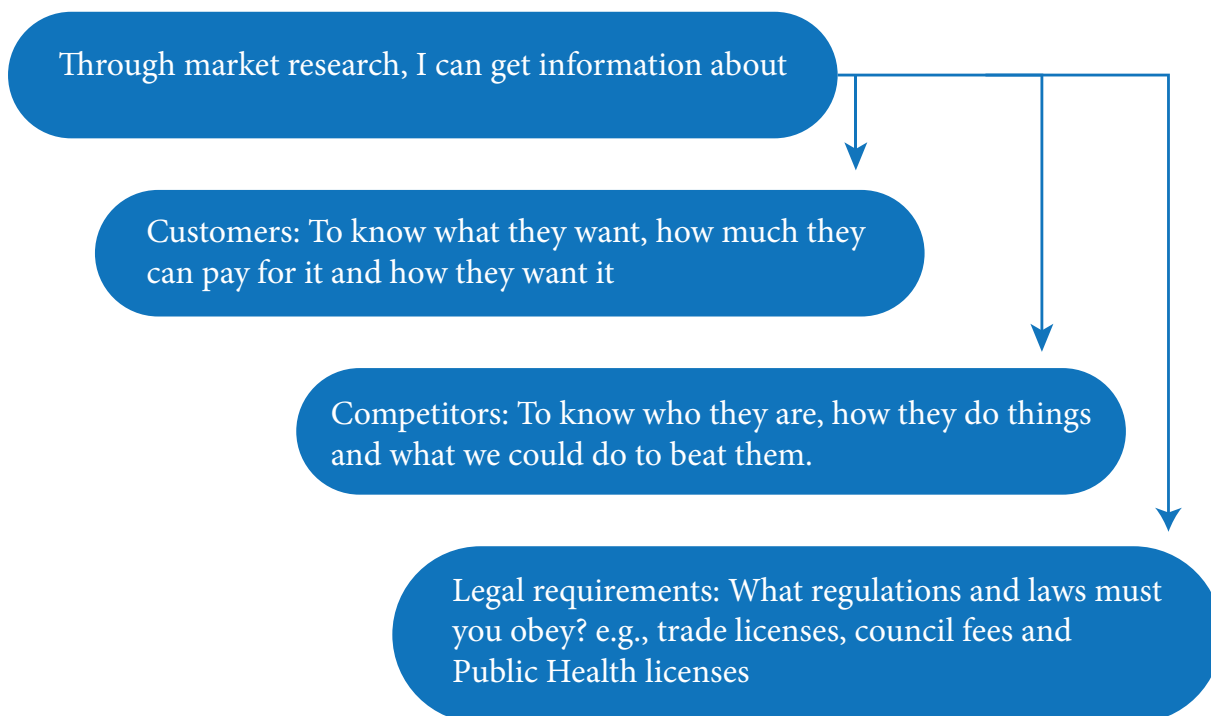 Through market research, I can get information about
Customers: To know what they want, how much they
can pay for it and how they want it
Competitors: To know who they are, how they do things
and what we could do to beat them.
Legal requirements: What regulations and laws must
you obey? e.g., trade licenses, council fees and
Public Health licenses